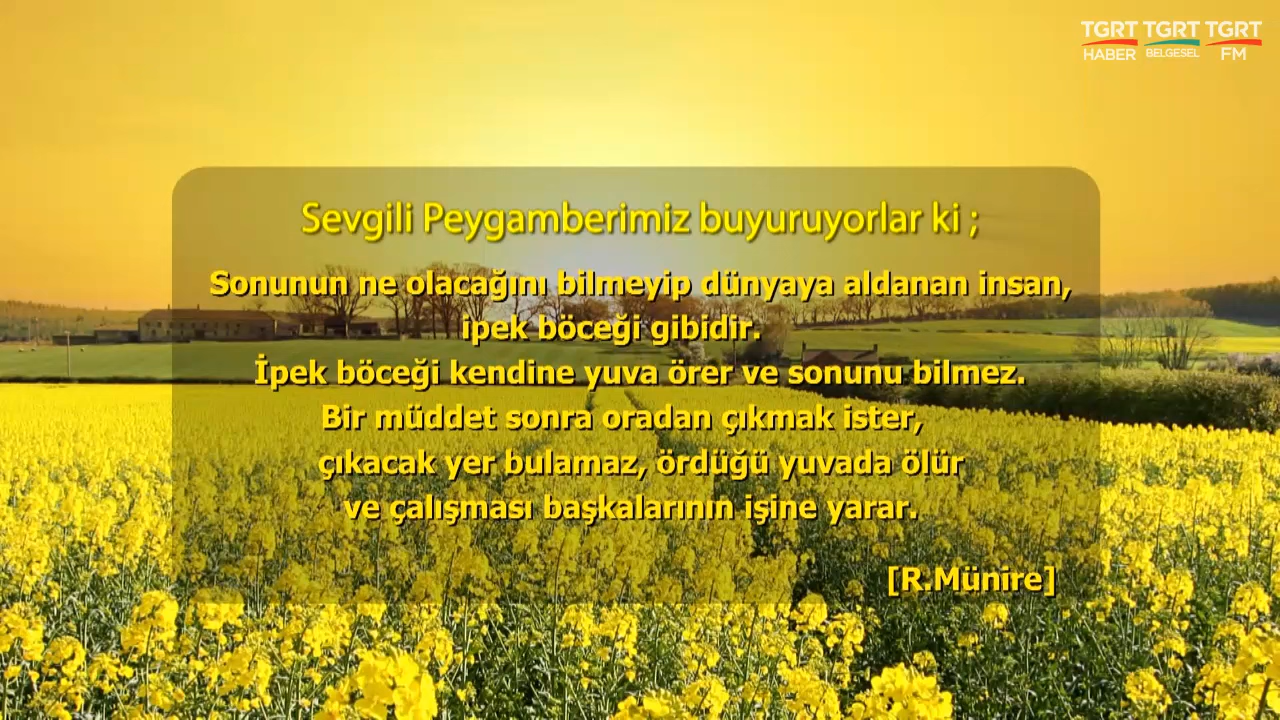 TGRT TGRT TGRT
HABER BELGESEL FM
Sevgili Peygamberimiz buyuruyorlar ki ;
Sonunun ne olacağını bilmeyip dünyaya aldanan insan,
ipek böceği gibidir.
İpek böceği kendine yuva örer ve sonunu bilmez.
Bir müddet sonra oradan çıkmak ister,
çıkacak yer bulamaz, ördüğü yuvada ölür
ve çalışması başkalarının işine yarar.
[R.Münire]